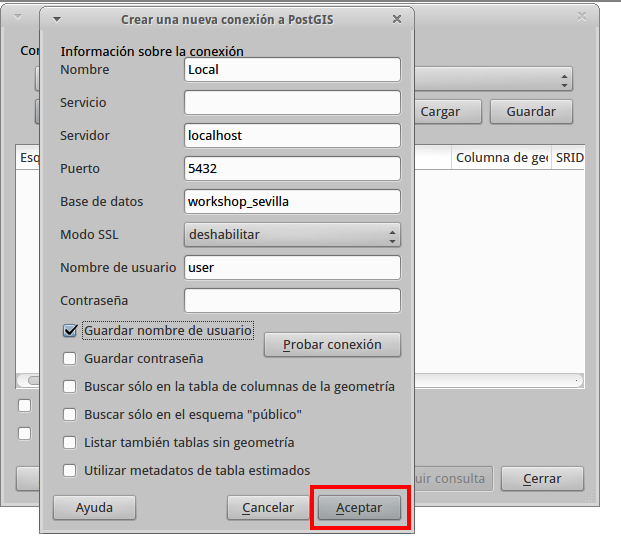 Crear una nueva conexión a PostGIS
Información sobre la conexión
Nombre Local
Servicio
Servidor localhost
Puerto 5432
Base de datos workshop_sevilla
Modo SSL deshabilitar
Nombre de usuario user
Contraseña
Guardar nombre de usuario
Probar conexión
Guardar contraseña
Buscar sólo en la tabla de columnas de la geometría
Buscar sólo en el esquema "público"
Listar también tablas sin geometría
Utilizar metadatos de tabla estimados
Ayuda Cancelar Aceptar
Con
Cargar Guardar
Esq Columna de geo SRID
uir consulta Cerrar